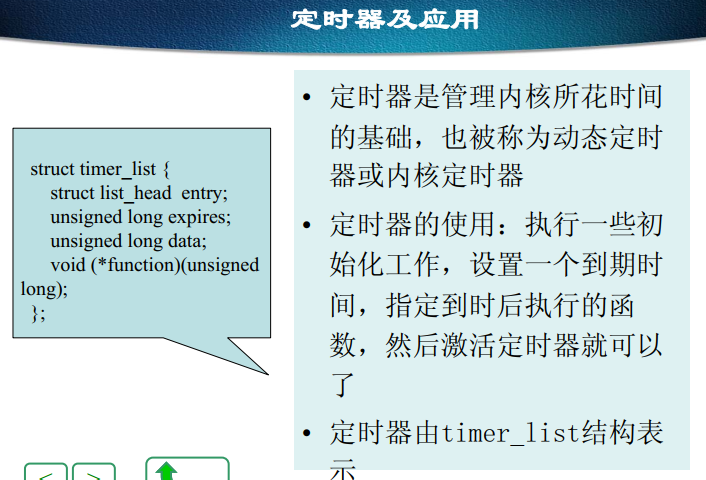 定时器及应用
struct timer_list {
struct list_head entry;
unsigned long expires;
unsigned long data;
void (*function)(unsigned
long);
};
• 定时器是管理内核所花时间
的基础，也被称为动态定时
器或内核定时器
• 定时器的使用：执行一些初
始化工作，设置一个到期时
间，指定到时后执行的函
数，然后激活定时器就可以
了
• 定时器由timer_list结构表
示
< >